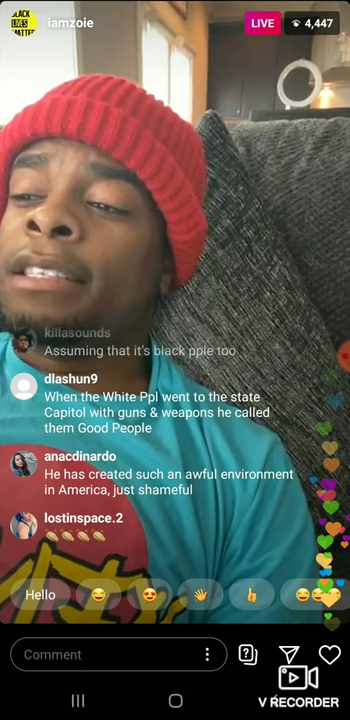 BLACK
LIVES
MATTER
iamzoie
LIVE
4,447
killasounds
Assuming that it's black pple too
dlashun9
When the White Ppl went to the state
Capitol with guns & weapons he called
them Good People
anacdinardo
He has created such an awful environment
in America, just shameful
lostinspace.2
Hello
Comment
V RECORDER